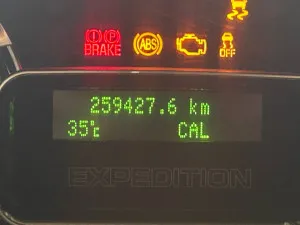 (!) (P)
BRAKE
ABS
OFF
259427.6 km
35℃ CAL
EXPEDITION